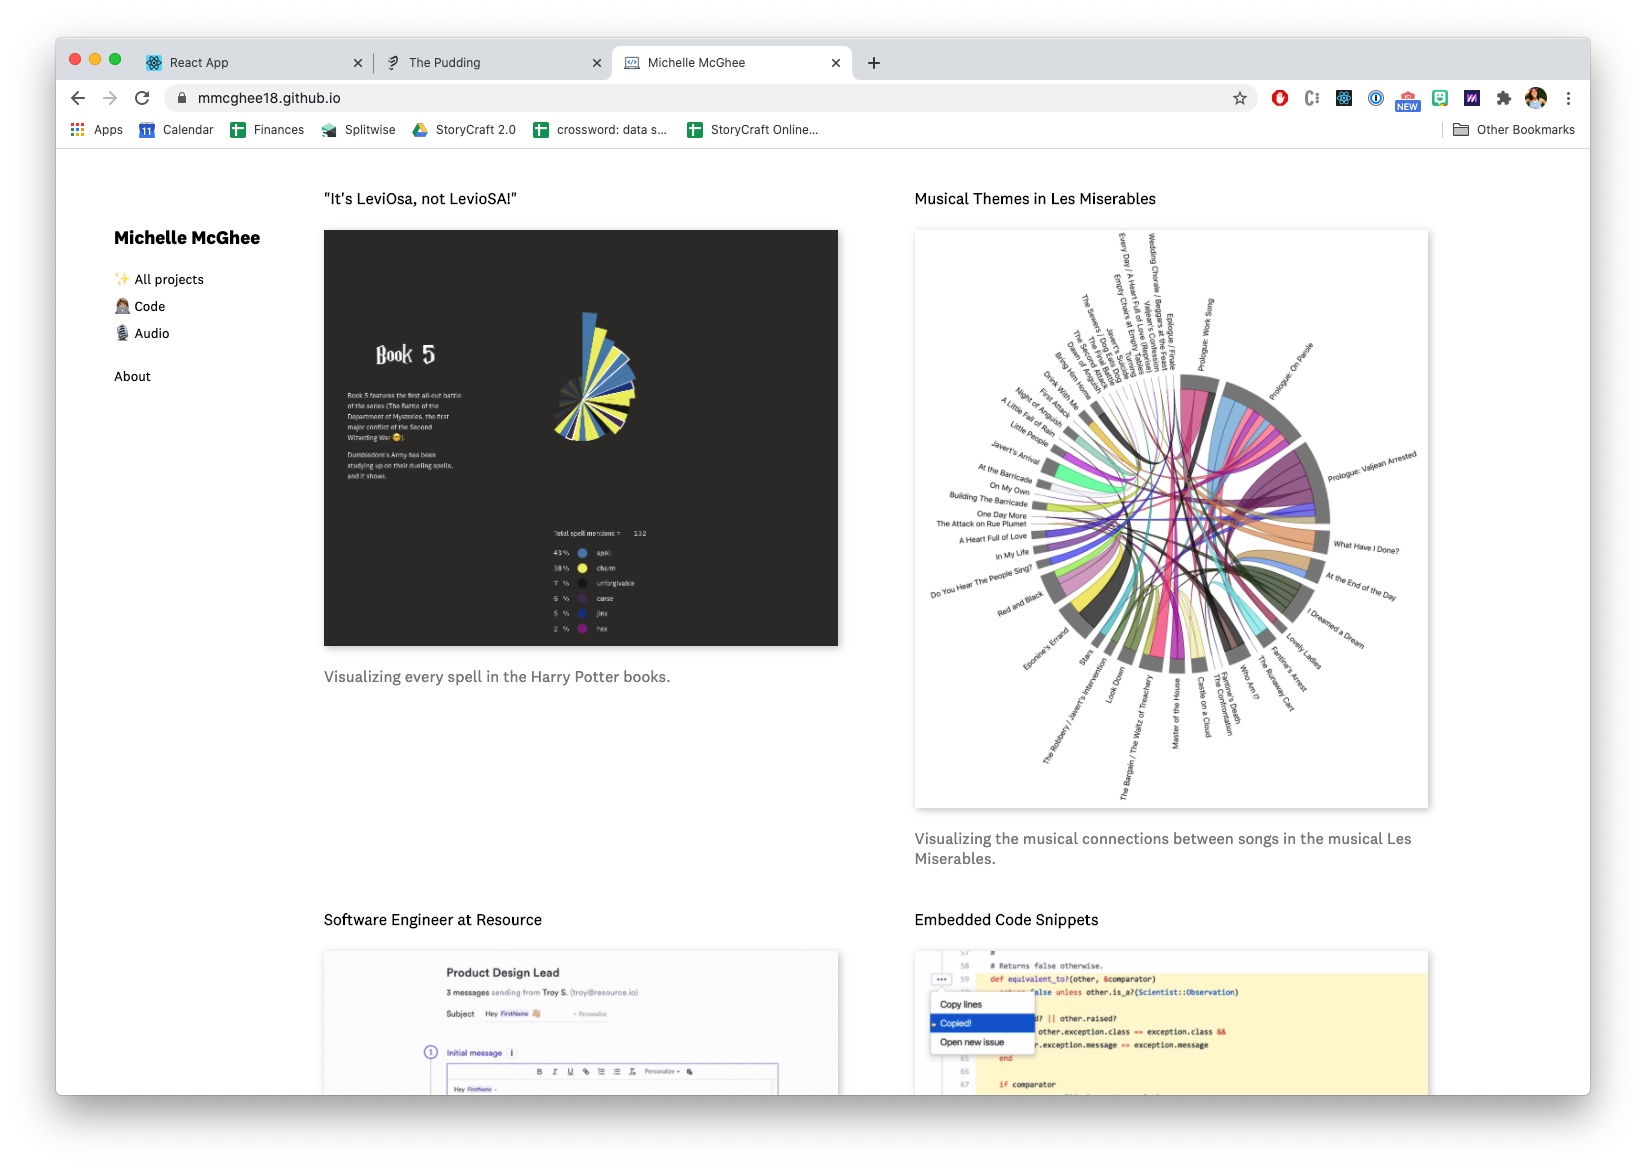 React App
The Pudding
Michelle McGhee
mmcghee18.github.io
NEW
Apps
11
Calendar
Finances
Splitwise
StoryCraft 2.0
crossword: data s...
StoryCraft Online...
Other Bookmarks
Michelle McGhee
✨ All projects
Code
Audio
About
"It's LeviOsa, not LevioSA!"
Book 5
Book 5 features the first all-out battle
of the series (The Battle of the
Department of Mysteries, the first
major conflict of the Second
Wizarding War 🤓).
Dumbledore's Army has been
studying up on their dueling spells,
and it shows.
Total spell mentions = 132
43 % spell
38 % charm
7 % unforgivable
6 % curse
5 % jinx
2 % hex
Visualizing every spell in the Harry Potter books.
Musical Themes in Les Miserables
Prologue: Work Song
Prologue: On Parole
Prologue: Valjean Arrested
What Have I Done?
At the End of the Day
I Dreamed a Dream
Lovely Ladies
Fantine's Arrest
The Runaway Cart
Who Am I?
Fantine's Death
The Confrontation
Castle on a Cloud
Master of the House
The Bargain / The Waltz of Treachery
Look Down
The Robbery / Javert's Intervention
Stars
Eponine's Errand
Red and Black
Do You Hear The People Sing?
In My Life
A Heart Full of Love
The Attack on Rue Plumet
One Day More
Building The Barricade
On My Own
At the Barricade
Javert's Arrival
Little People
A Little Fall of Rain
Night of Anguish
First Attack
Drink With Me
Bring Him Home
Dawn of Anguish
The Second Attack
The Final Battle
The Sewers / Dog Eats Dog
Javert's Suicide
Turning
Empty Chairs at Empty Tables
Every Day / A Heart Full of Love (Reprise)
Valjean's Confession
Wedding Chorale / Beggars at the Feast
Epilogue / Finale
Visualizing the musical connections between songs in the musical Les
Miserables.
Software Engineer at Resource
Product Design Lead
3 messages sending from Troy S. (troy@resource.io)
Subject Hey FirstName 👋🏼 + Personalize
1 Initial message
B I U Personalize
Hey FirstName -
Embedded Code Snippets
57 #
58 # Returns false otherwise.
59 def equivalent_to?(other, &comparator)
return false unless other.is_a?(Scientist::Observation)
Copy lines
Copied!
Open new issue
d? || other.raised?
other.exception.class == exception.class &&
r.exception.message == exception.message
65 end
66
67 if comparator